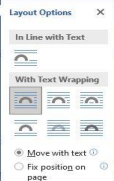 Layout Options
In Line with Text
With Text Wrapping
Move with text
Fix position on
page